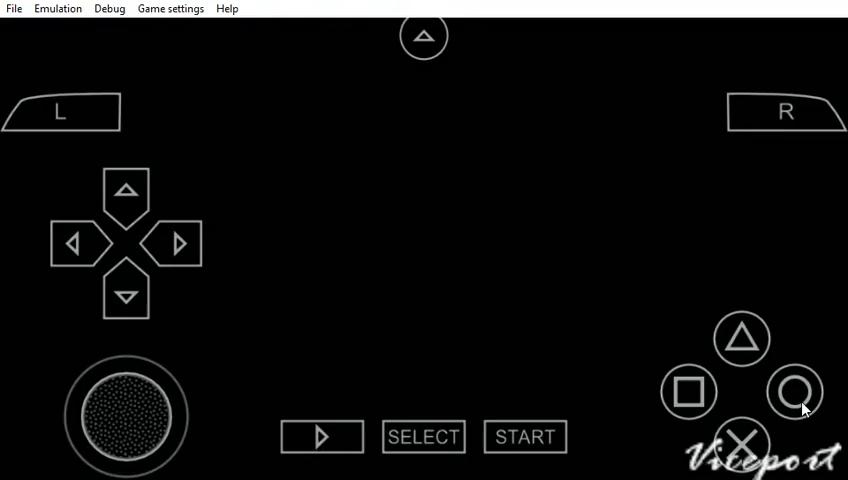 File Emulation Debug Game settings Help
L R
SELECT START
Viceport